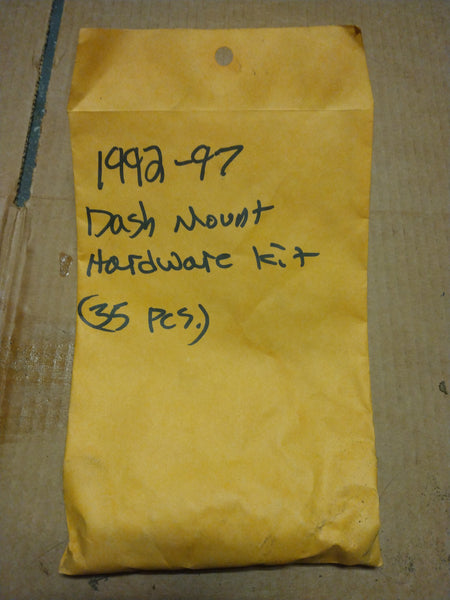 1992-97
Dash Mount
Hardware Kit
(35 Pcs.)